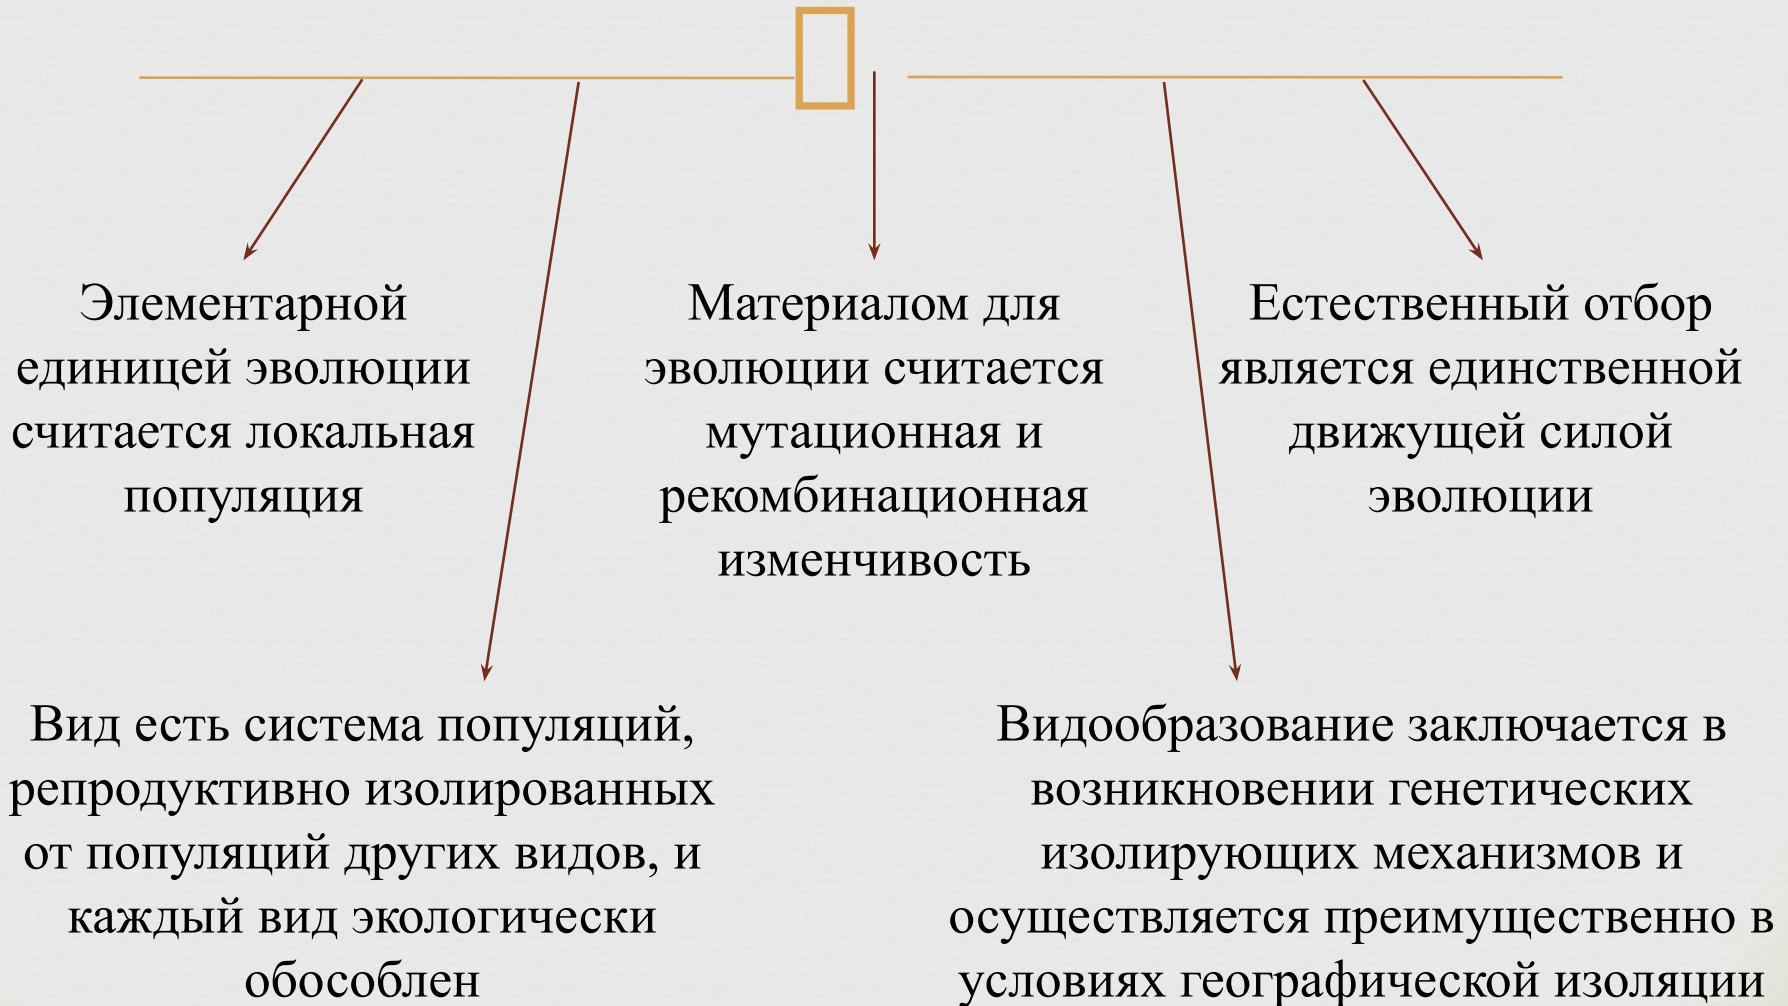 Элементарной
единицей эволюции
считается локальная
популяция
Материалом для
эволюции считается
мутационная и
рекомбинационная
изменчивость
Естественный отбор
является единственной
движущей силой
эволюции
Вид есть система популяций,
репродуктивно изолированных
от популяций других видов, и
каждый вид экологически
обособлен
Видообразование заключается в
возникновении генетических
изолирующих механизмов и
осуществляется преимущественно в
условиях географической изоляции